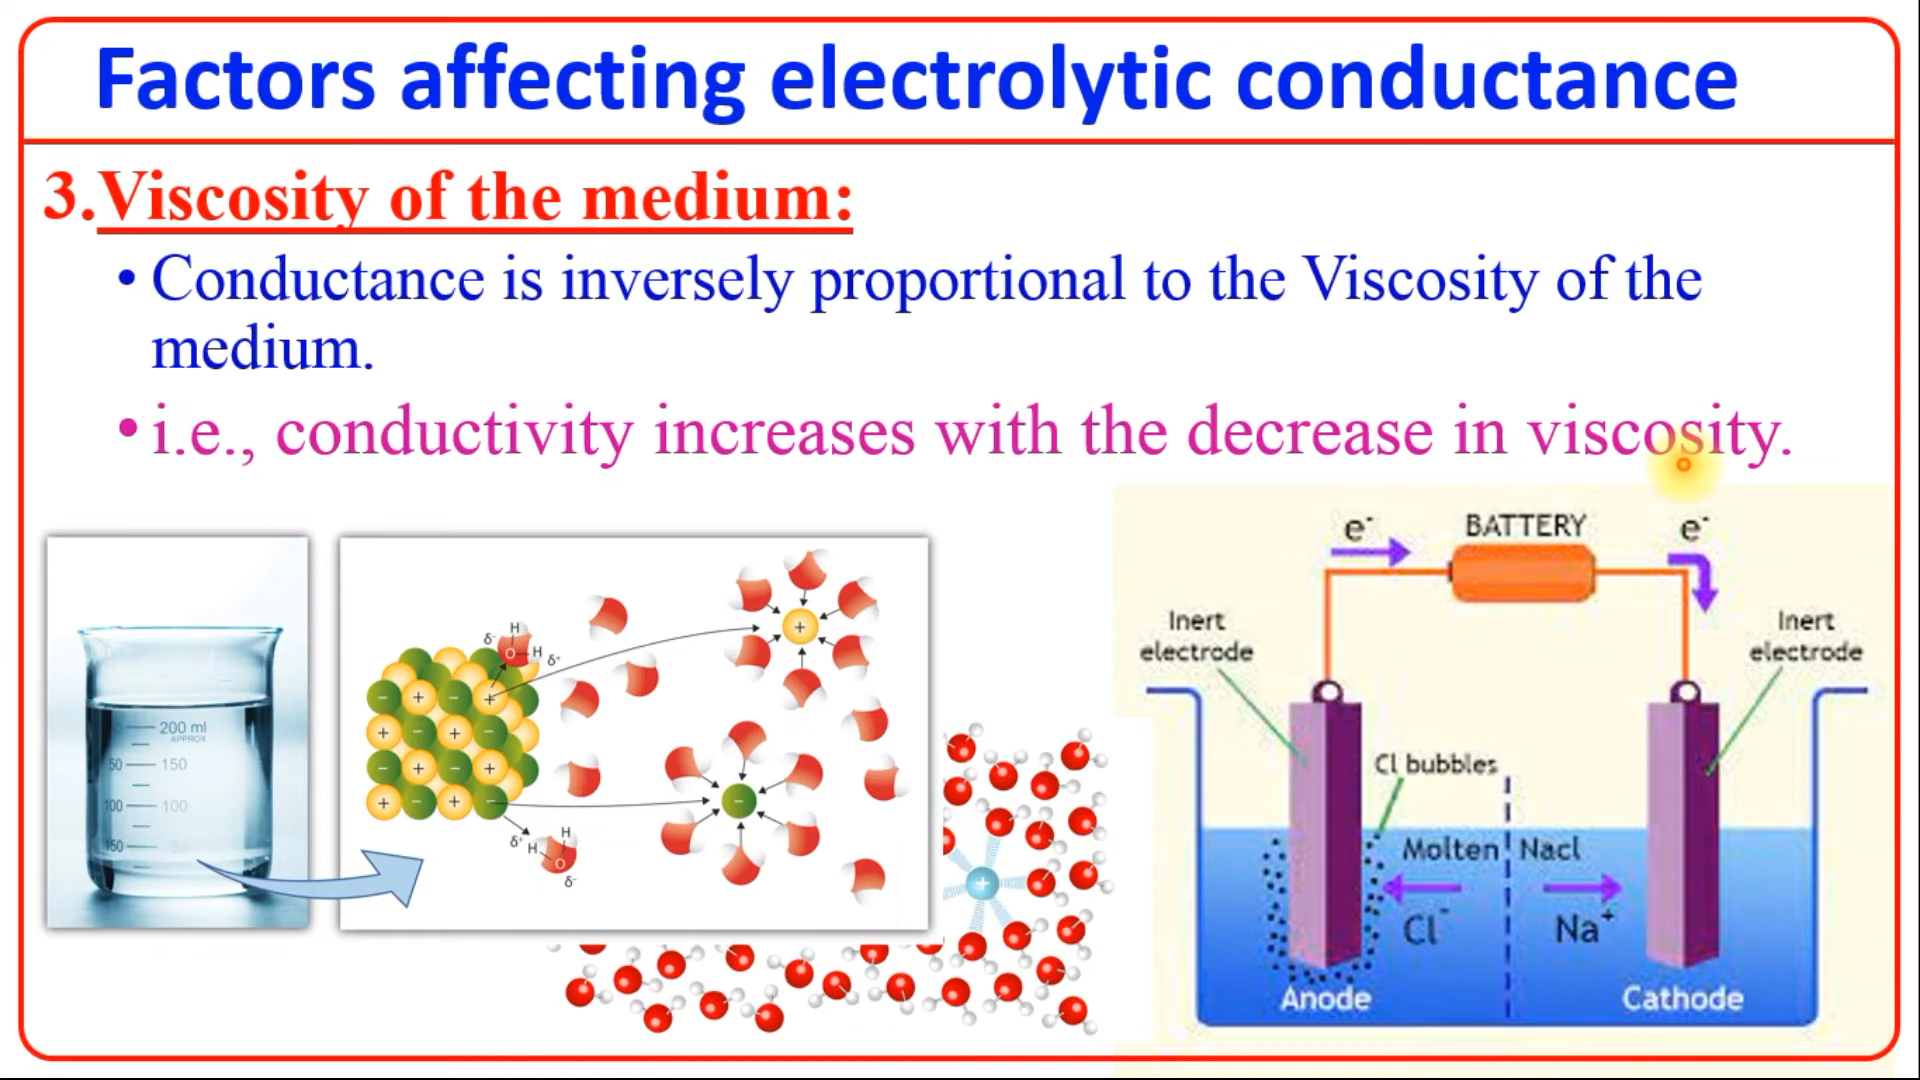 Factors affecting electrolytic conductance
3.Viscosity of the medium:
• Conductance is inversely proportional to the Viscosity of the
medium.
• i.e., conductivity increases with the decrease in viscosity.
200 ml
APPROX
50 150
100 100
150 50
δ- H
O H δ+
+ - + - +
- + - +
+ - + -
- + - +
+ - + -
δ+ H H
O
δ-
+
-
+
e- BATTERY e-
Inert
electrode
Inert
electrode
Cl bubbles
Molten Nacl
Cl- Na+
Anode Cathode